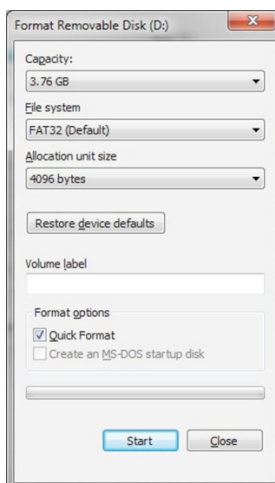 Format Removable Disk (D:)
Capacity:
3.76 GB
File system
FAT32 (Default)
Allocation unit size
4096 bytes
Restore device defaults
Volume label
Format options
Quick Format
Create an MS-DOS startup disk
Start
Close